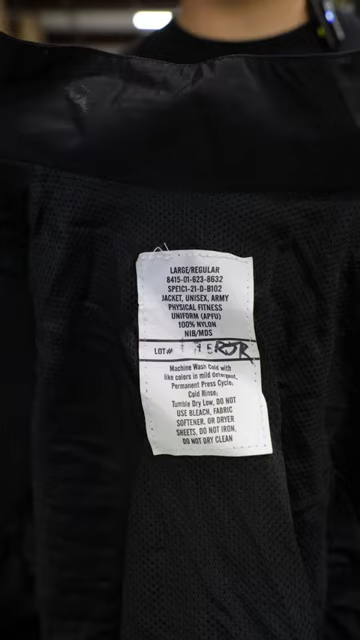 LARGE/REGULAR
8415-01-623-8632
SPE1C1-21-D-B102
JACKET, UNISEX, ARMY
PHYSICAL FITNESS
UNIFORM (APFU)
100% NYLON
NIB/MDS
LOT#
Machine Wash Cold with
like colors in mild detergent,
Permanent Press Cycle,
Cold Rinse;
Tumble Dry Low, DO NOT
USE BLEACH, FABRIC
SOFTENER, OR DRYER
SHEETS, DO NOT IRON,
DO NOT DRY CLEAN